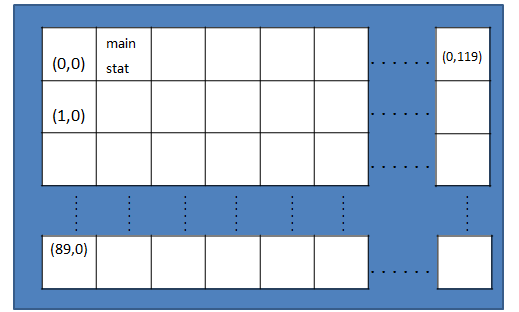 main
(0,0)
stat
(0,119)
(1,0)
(89,0)